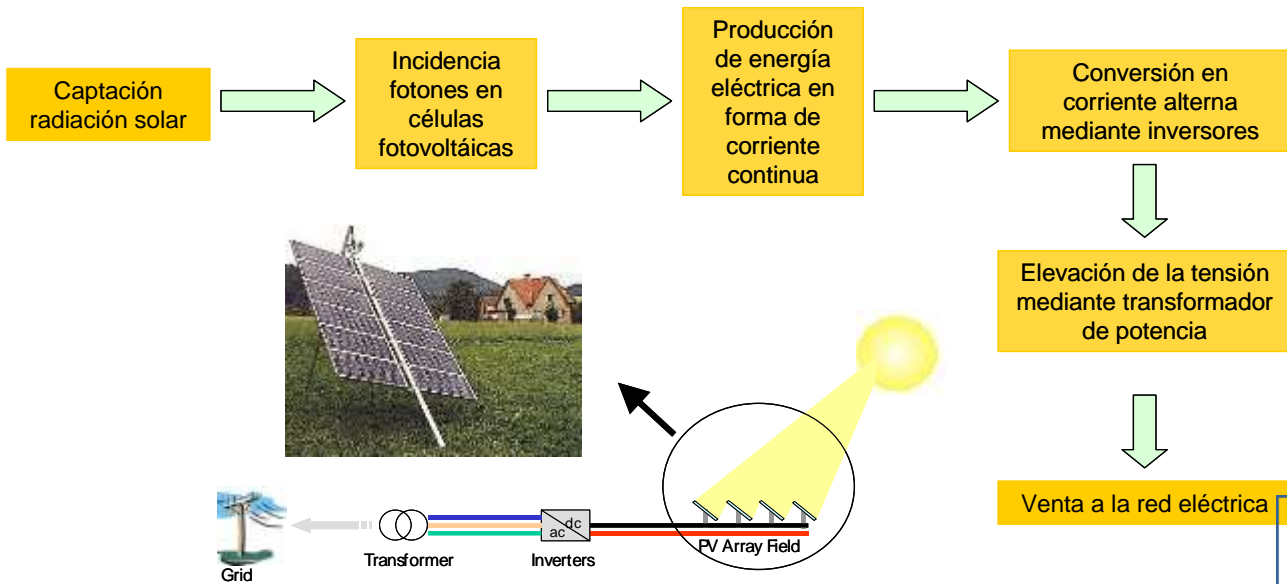 Captación
radiación solar
Incidencia
fotones en
células
fotovoltáicas
Producción
de energía
eléctrica en
forma de
corriente
continua
Conversión en
corriente alterna
mediante inversores
Elevación de la tensión
mediante transformador
de potencia
Venta a la red eléctrica
Grid
Transformer
ac
dc
Inverters
PV Array Field